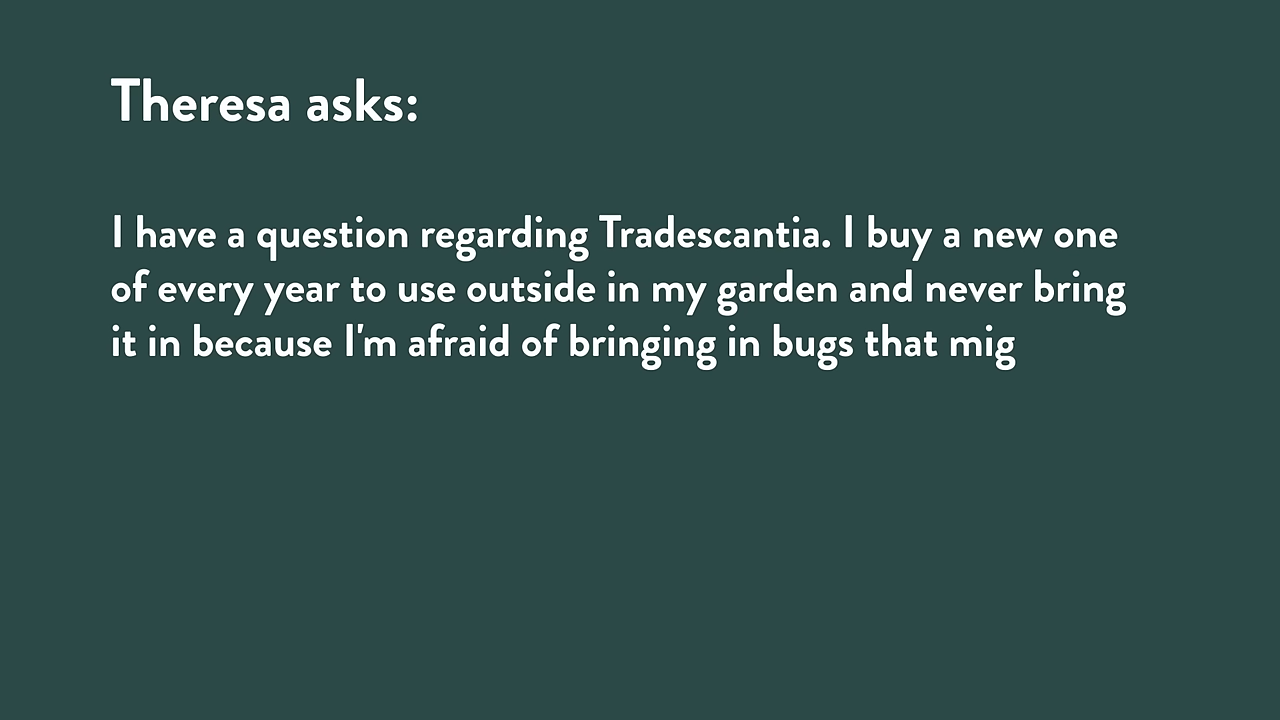 Theresa asks:
I have a question regarding Tradescantia. I buy a new one
of every year to use outside in my garden and never bring
it in because I'm afraid of bringing in bugs that mig